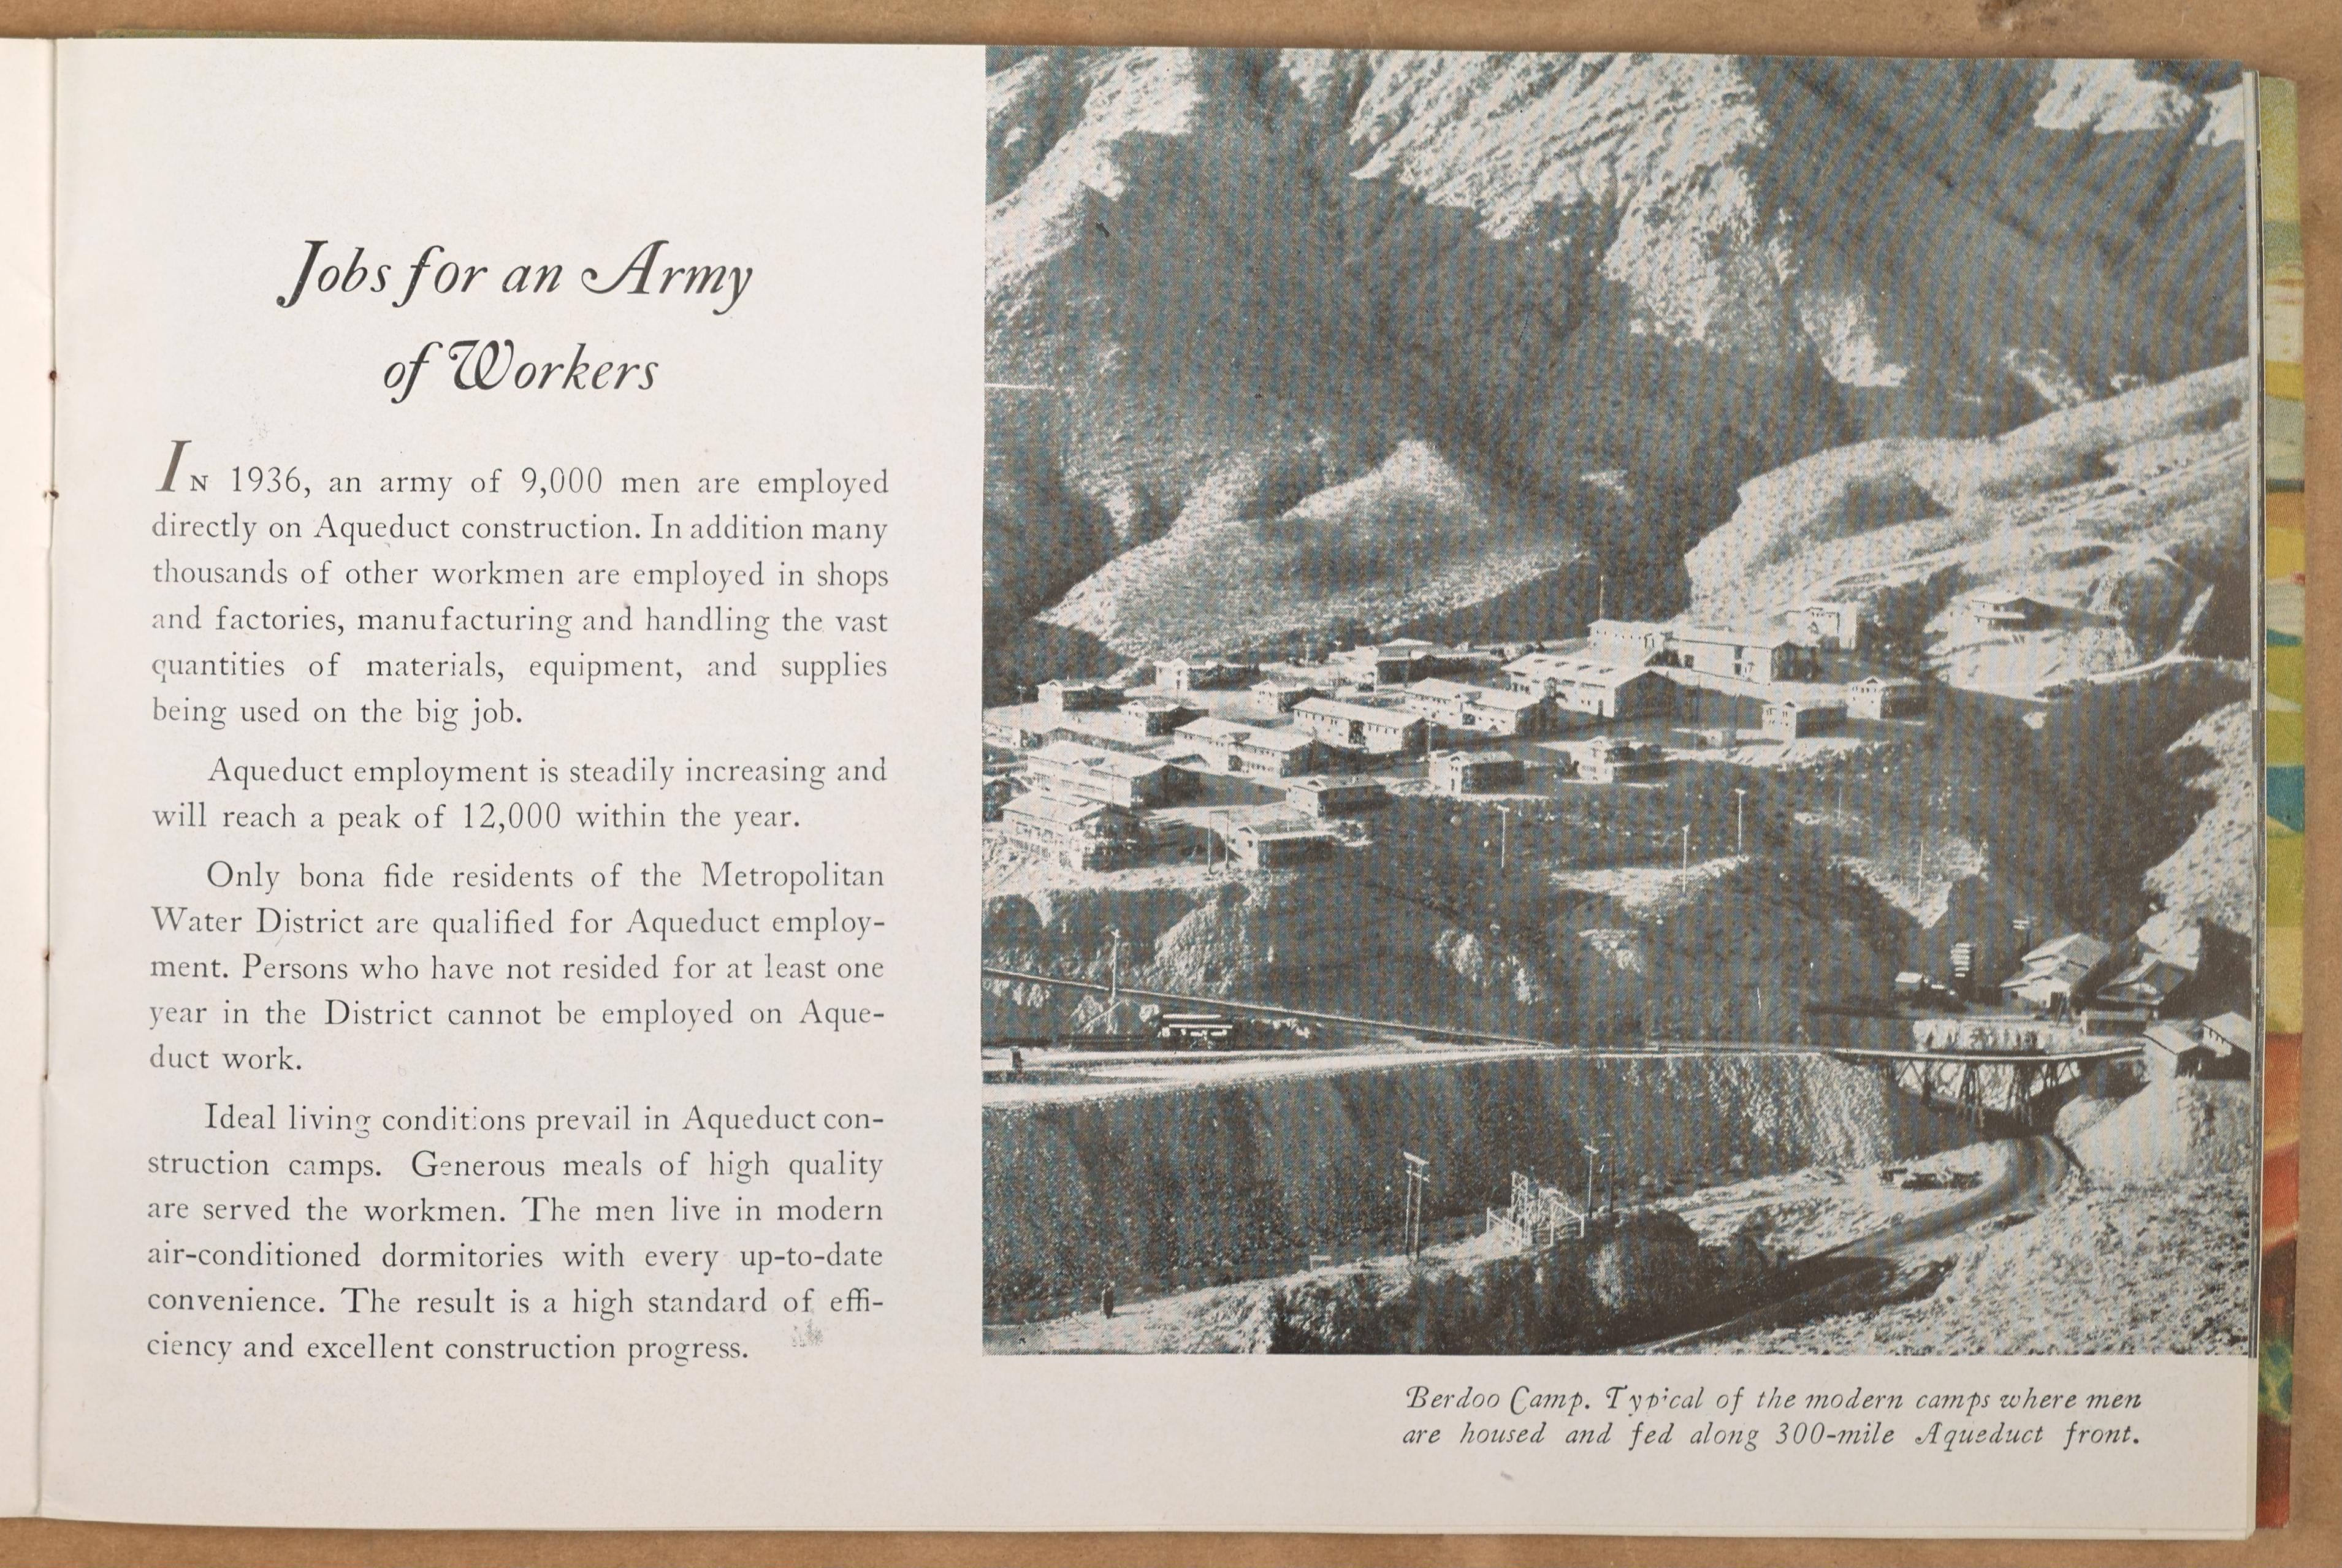 Jobs for an Army
of Workers
IN 1936, an army of 9,000 men are employed
directly on Aqueduct construction. In addition many
thousands of other workmen are employed in shops
and factories, manufacturing and handling the vast
quantities of materials, equipment, and supplies
being used on the big job.
Aqueduct employment is steadily increasing and
will reach a peak of 12,000 within the year.
Only bona fide residents of the Metropolitan
Water District are qualified for Aqueduct employ-
ment. Persons who have not resided for at least one
year in the District cannot be employed on Aque-
duct work.
Ideal living conditions prevail in Aqueduct con-
struction camps. Generous meals of high quality
are served the workmen. The men live in modern
air-conditioned dormitories with every up-to-date
convenience. The result is a high standard of effi-
ciency and excellent construction progress.
Berdoo Camp. Typical of the modern camps where men
are housed and fed along 300-mile Aqueduct front.